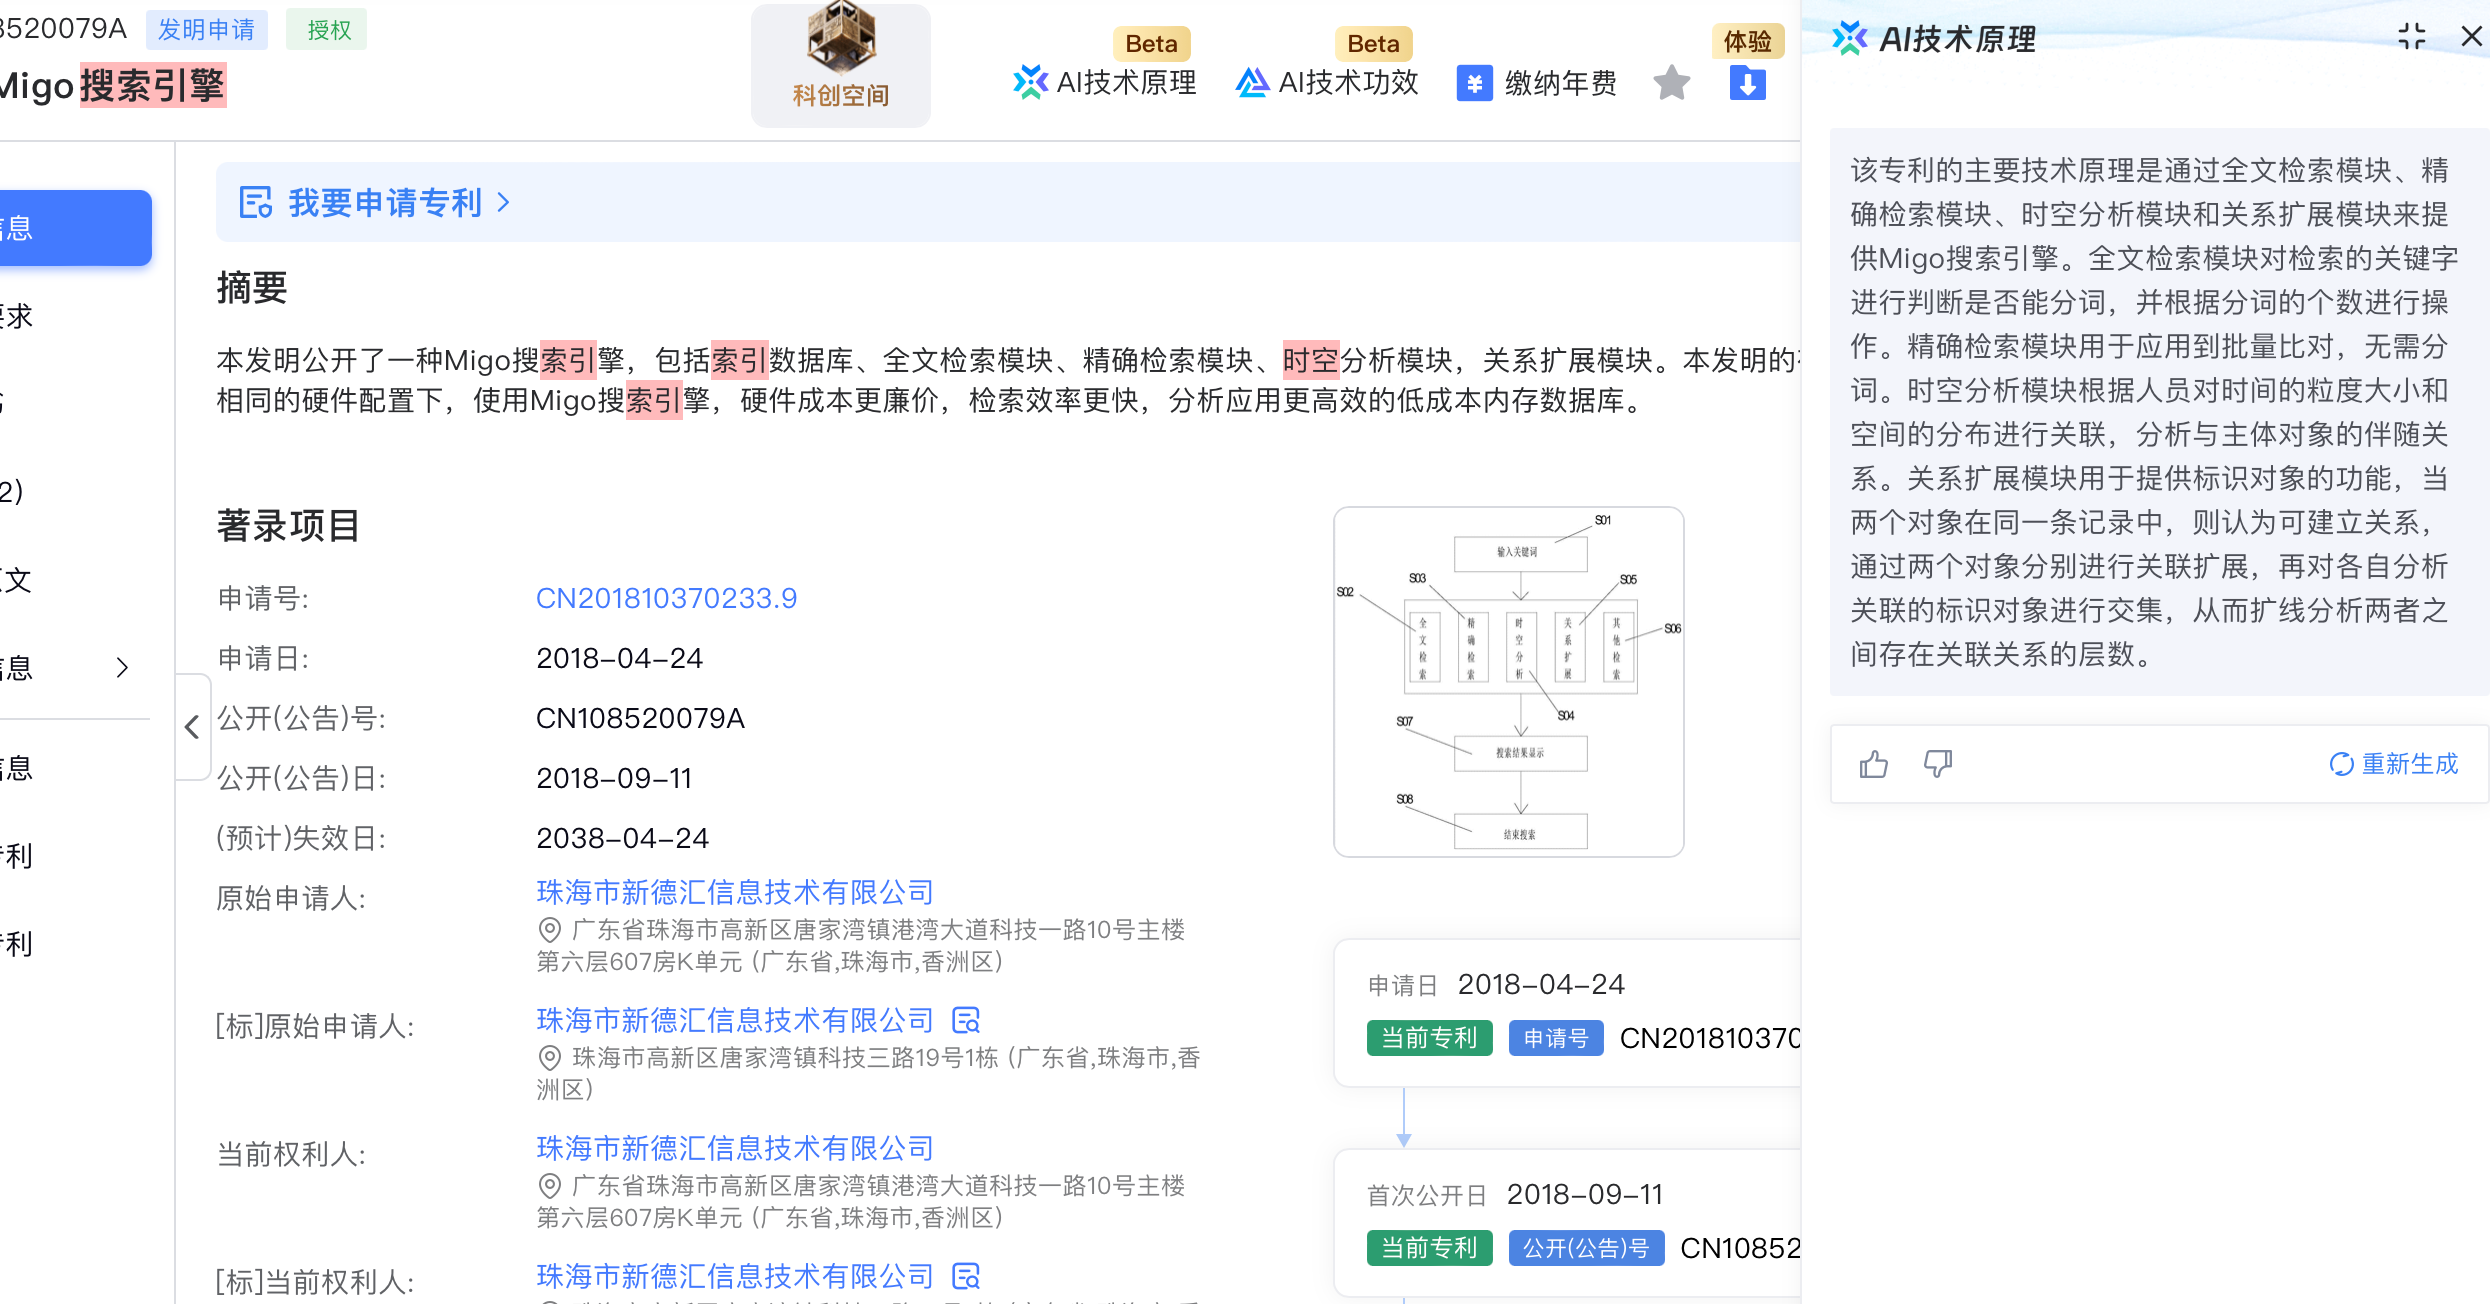 8520079A 发明申请 授权
Migo搜索引擎
科创空间
Beta
AI技术原理
Beta
AI技术功效
缴纳年费
体验
AI技术原理
息
要求
2)
文
息
息
利
利
我要申请专利
摘要
本发明公开了一种Migo搜索引擎，包括索引数据库、全文检索模块、精确检索模块、时空分析模块，关系扩展模块。本发明的
相同的硬件配置下，使用Migo搜索引擎，硬件成本更廉价，检索效率更快，分析应用更高效的低成本内存数据库。
著录项目
申请号: CN201810370233.9
申请日: 2018-04-24
公开(公告)号: CN108520079A
公开(公告)日: 2018-09-11
(预计)失效日: 2038-04-24
原始申请人: 珠海市新德汇信息技术有限公司
广东省珠海市高新区唐家湾镇港湾大道科技一路10号主楼
第六层607房K单元 (广东省,珠海市,香洲区)
[标]原始申请人: 珠海市新德汇信息技术有限公司
珠海市高新区唐家湾镇科技三路19号1栋 (广东省,珠海市,香
洲区)
当前权利人: 珠海市新德汇信息技术有限公司
广东省珠海市高新区唐家湾镇港湾大道科技一路10号主楼
第六层607房K单元 (广东省,珠海市,香洲区)
[标]当前权利人: 珠海市新德汇信息技术有限公司
S01
输入关键词
S02
S03
S05
S06
全文检索
精确检索
时空分析
关系扩展
其他检索
S04
S07
搜索结果显示
S08
结束搜索
申请日 2018-04-24
当前专利 申请号 CN201810370
首次公开日 2018-09-11
当前专利 公开(公告)号 CN10852
该专利的主要技术原理是通过全文检索模块、精
确检索模块、时空分析模块和关系扩展模块来提
供Migo搜索引擎。全文检索模块对检索的关键字
进行判断是否能分词，并根据分词的个数进行操
作。精确检索模块用于应用到批量比对，无需分
词。时空分析模块根据人员对时间的粒度大小和
空间的分布进行关联，分析与主体对象的伴随关
系。关系扩展模块用于提供标识对象的功能，当
两个对象在同一条记录中，则认为可建立关系，
通过两个对象分别进行关联扩展，再对各自分析
关联的标识对象进行交集，从而扩线分析两者之
间存在关联关系的层数。
重新生成